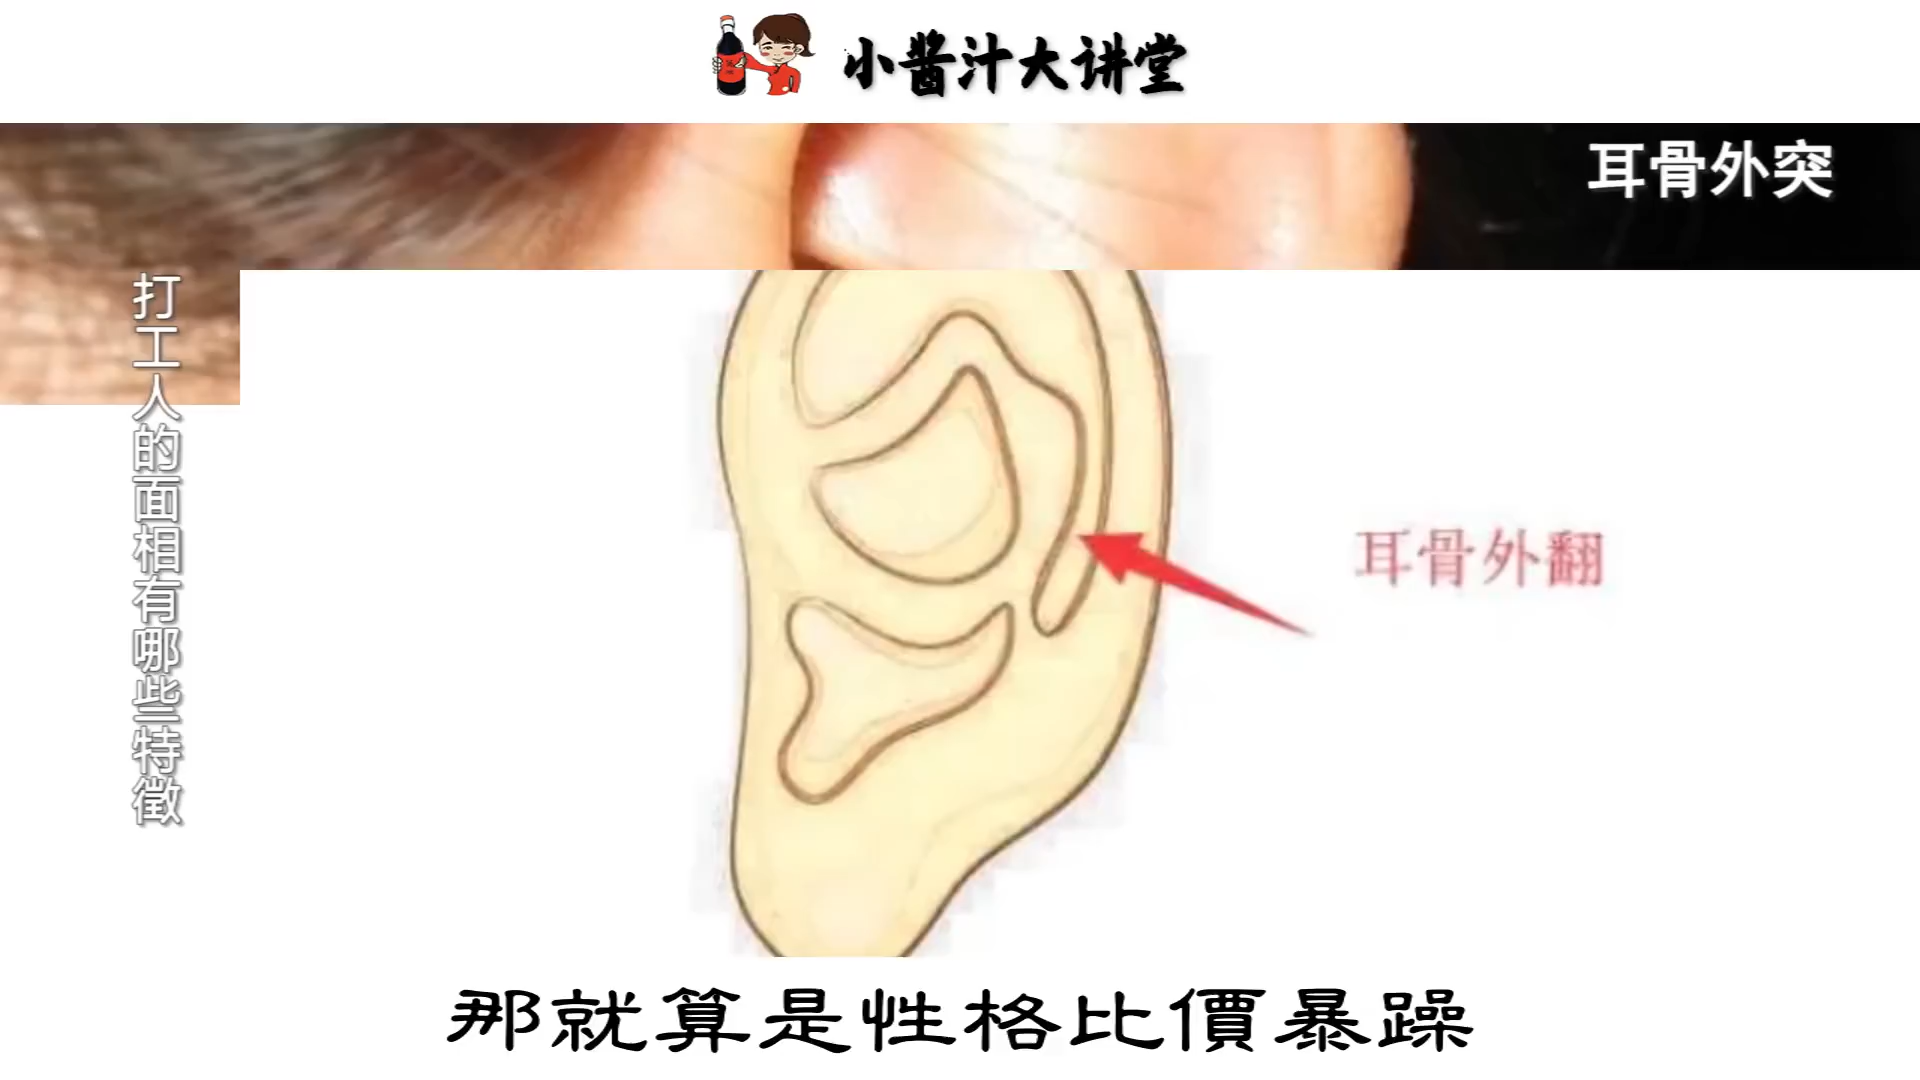 小酱汁大讲堂
耳骨外突
打工人的面相有哪些特徵
耳骨外翻
那就算是性格比價暴躁